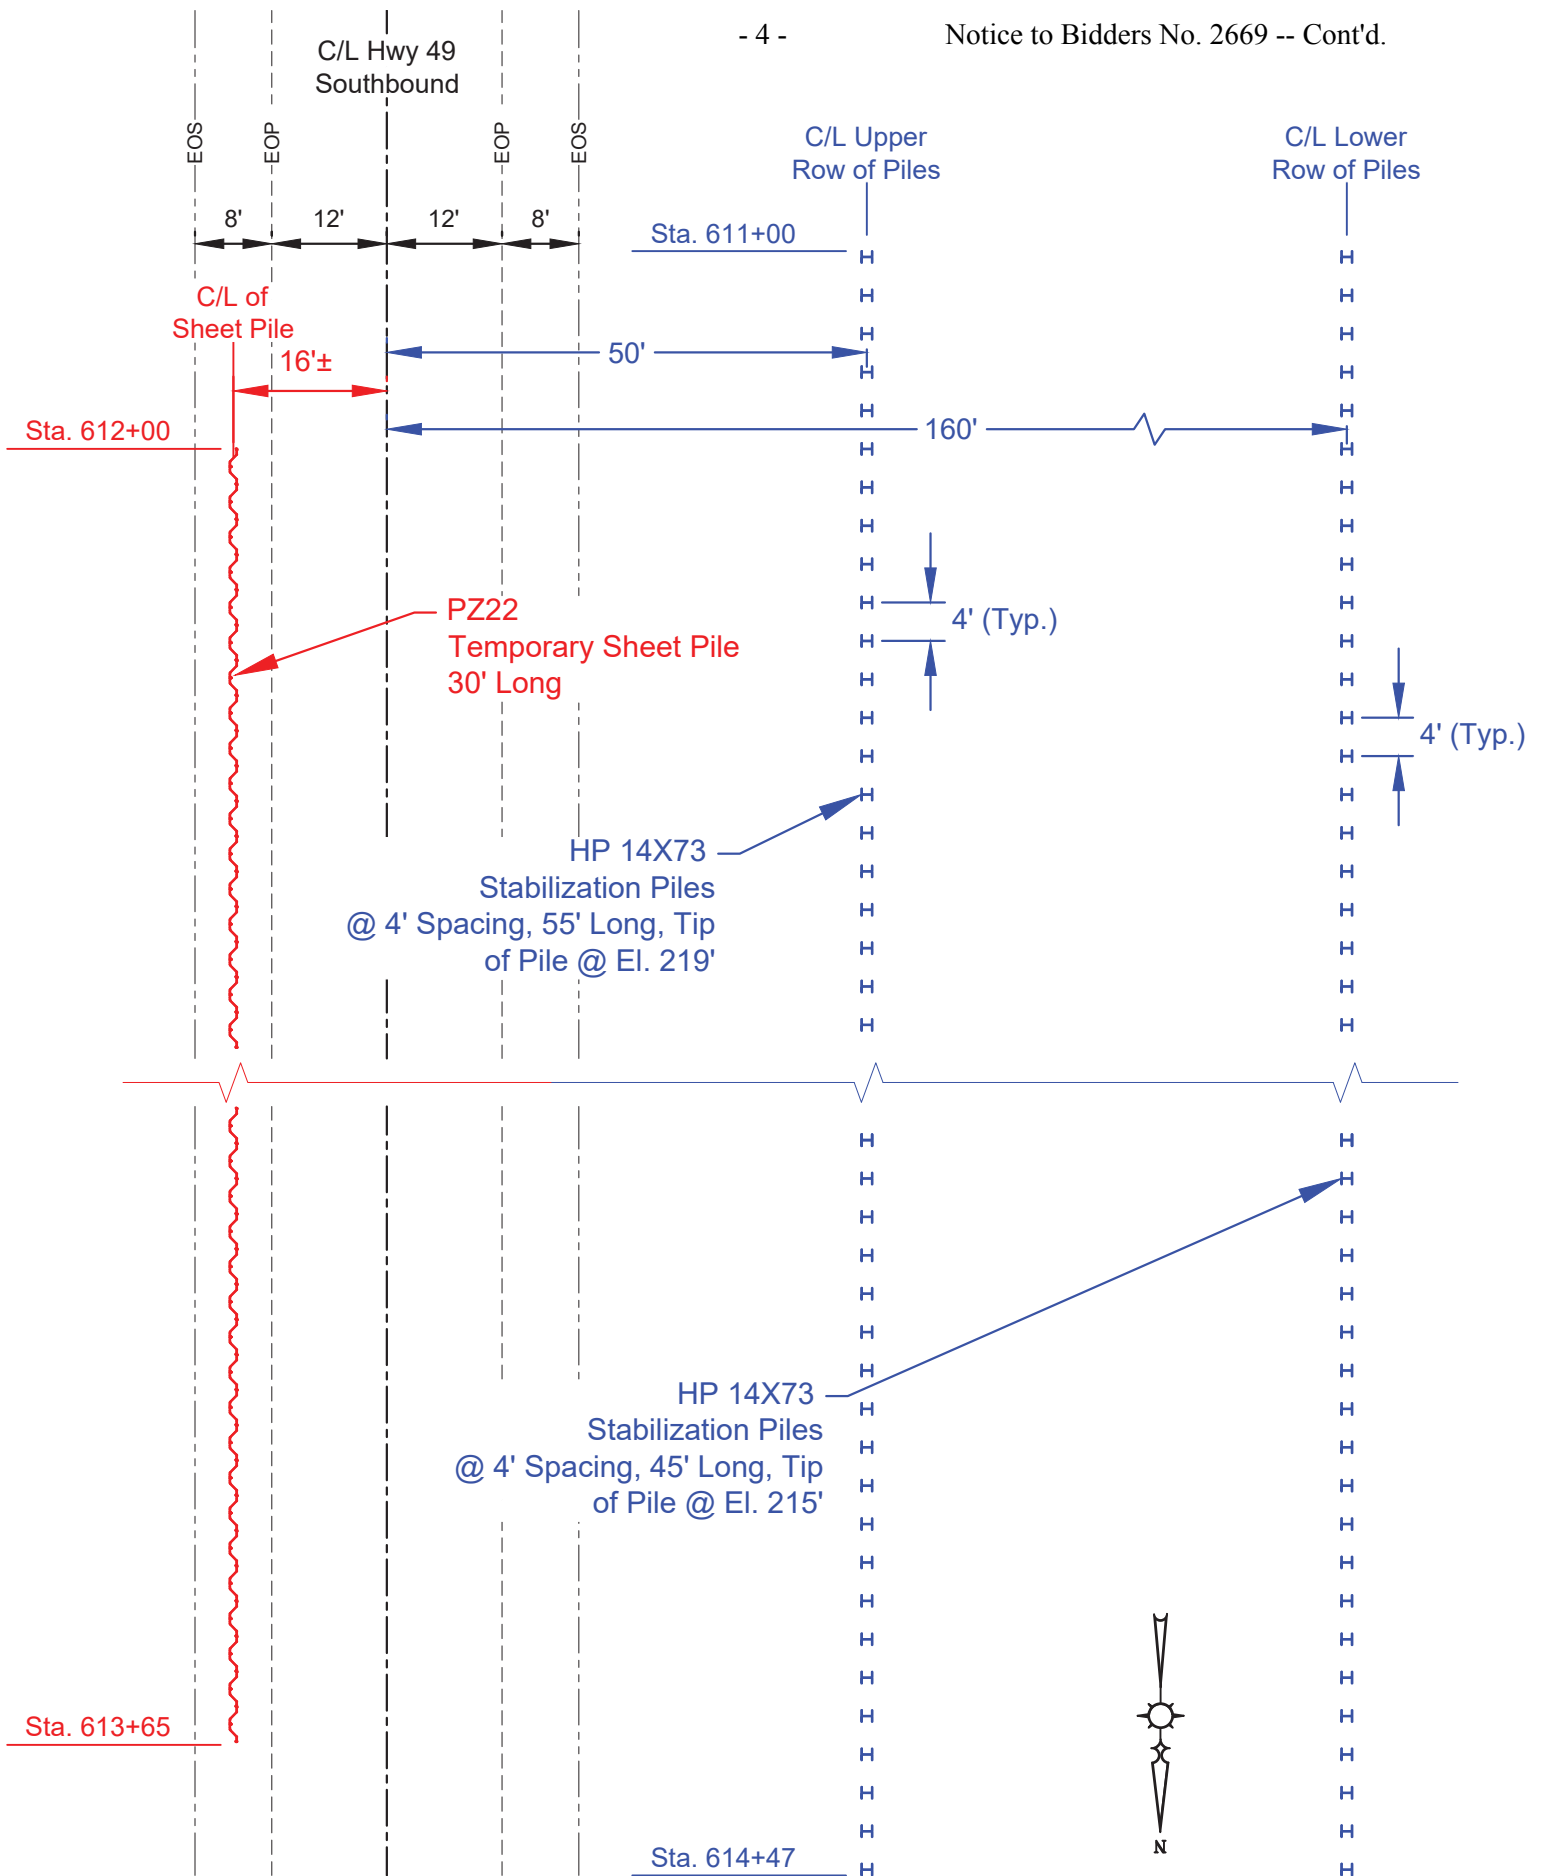 - 4 -
Notice to Bidders No. 2669 -- Cont'd.
C/L Hwy 49
Southbound
EOS
EOP
EOP
EOS
C/L Upper
Row of Piles
C/L Lower
Row of Piles
8'
12'
12'
8'
Sta. 611+00
C/L of
Sheet Pile
16'±
50'
Sta. 612+00
160'
PZ22
Temporary Sheet Pile
30' Long
4' (Typ.)
4' (Typ.)
HP 14X73
Stabilization Piles
@ 4' Spacing, 55' Long, Tip
of Pile @ El. 219'
HP 14X73
Stabilization Piles
@ 4' Spacing, 45' Long, Tip
of Pile @ El. 215'
Sta. 613+65
N
Sta. 614+47